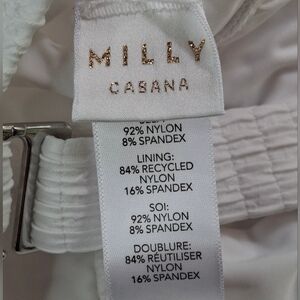 MILLY
CABANA
92% NYLON
8% SPANDEX
LINING:
84% RECYCLED
NYLON
16% SPANDEX
SOI:
92% NYLON
8% SPANDEX
DOUBLURE:
84% RÉUTILISER
NYLON
16% SPANDEX